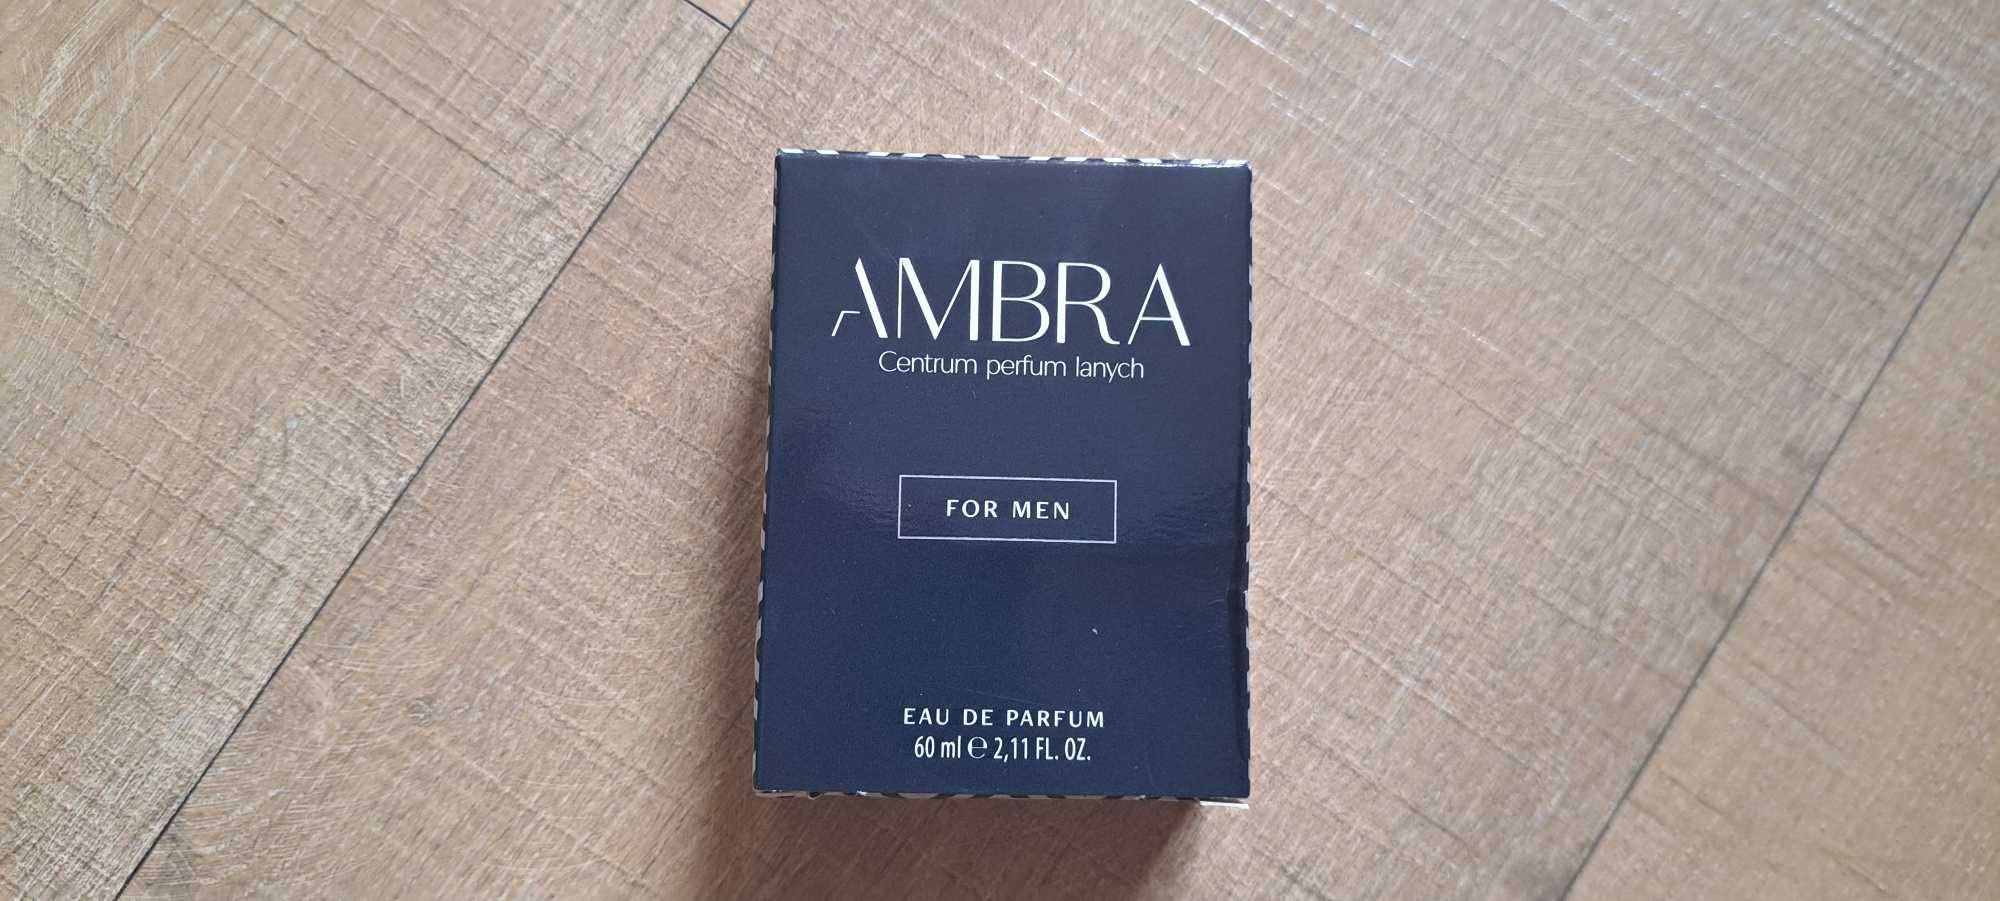 AMBRA
Centrum perfum lanych
FOR MEN
EAU DE PARFUM
60 ml ℮ 2,11 FL. OZ.